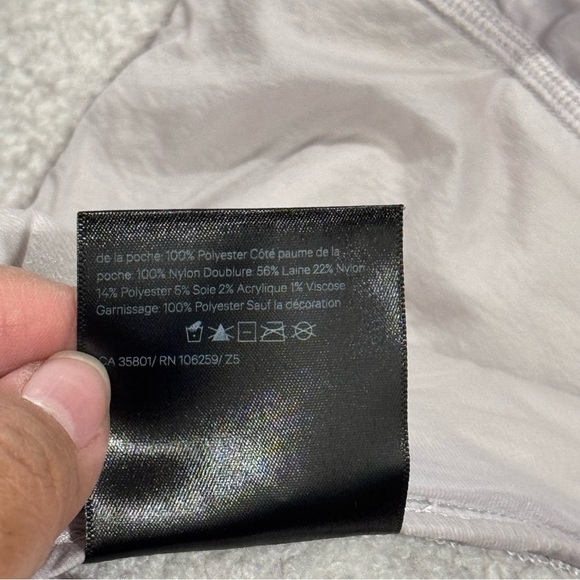 de la poche: 100% Polyester Côté paume de la
poche: 100% Nylon Doublure: 56% Laine 22% Nylon
14% Polyester 5% Soie 2% Acrylique 1% Viscose
Garnissage: 100% Polyester Sauf la décoration
CA 35801/ RN 106259/ Z5